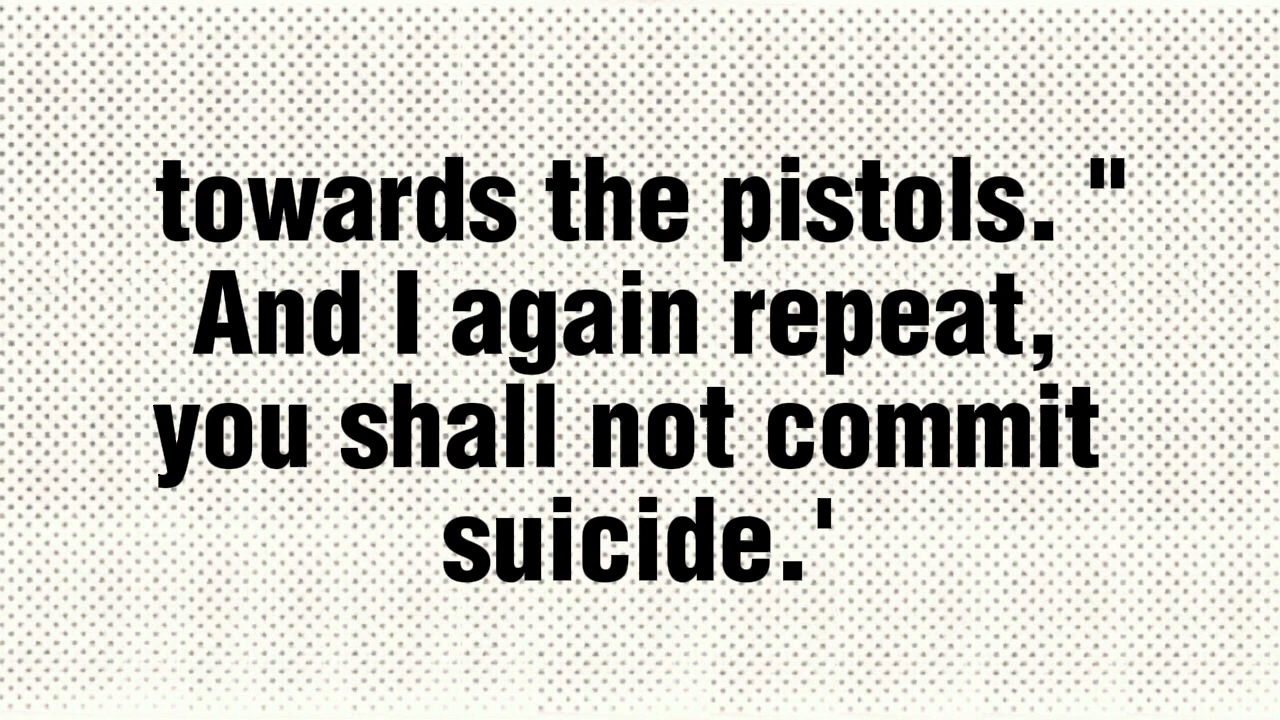 towards the pistols. "
And I again repeat,
you shall not commit
suicide.'